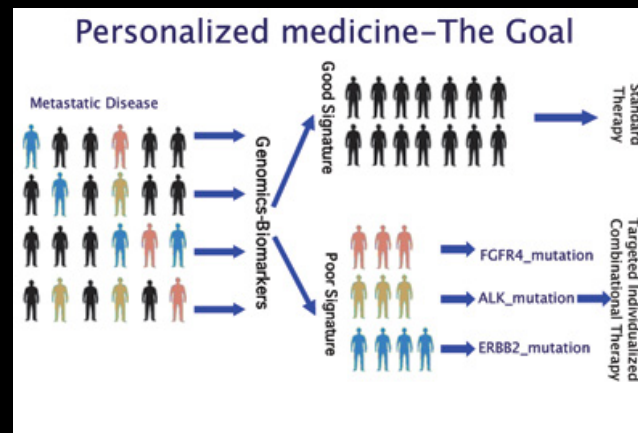 Personalized medicine–The Goal
Metastatic Disease
Genomics-Biomarkers
Good Signature
Standard
Therapy
Poor Signature
FGFR4_mutation
ALK_mutation
ERBB2_mutation
Targeted Individualized
Combinational Therapy